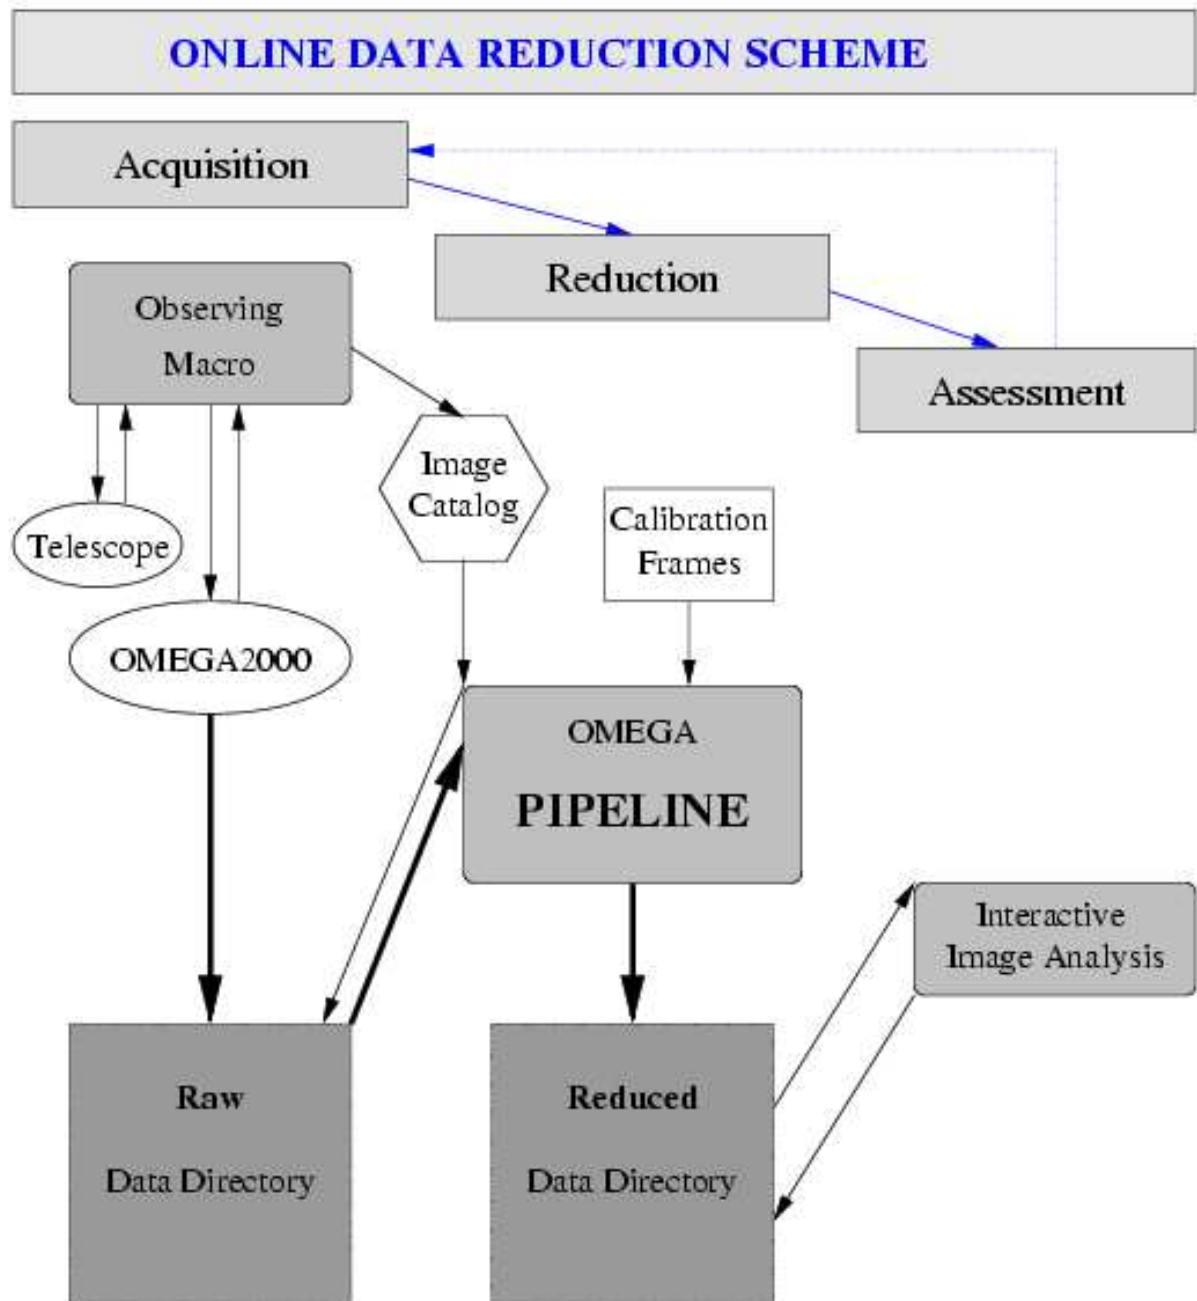 ONLINE DATA REDUCTION SCHEME
Acquisition
Reduction
Assessment
Observing
Macro
Image
Catalog
Calibration
Frames
Telescope
OMEGA2000
OMEGA
PIPELINE
Interactive
Image Analysis
Raw
Data Directory
Reduced
Data Directory